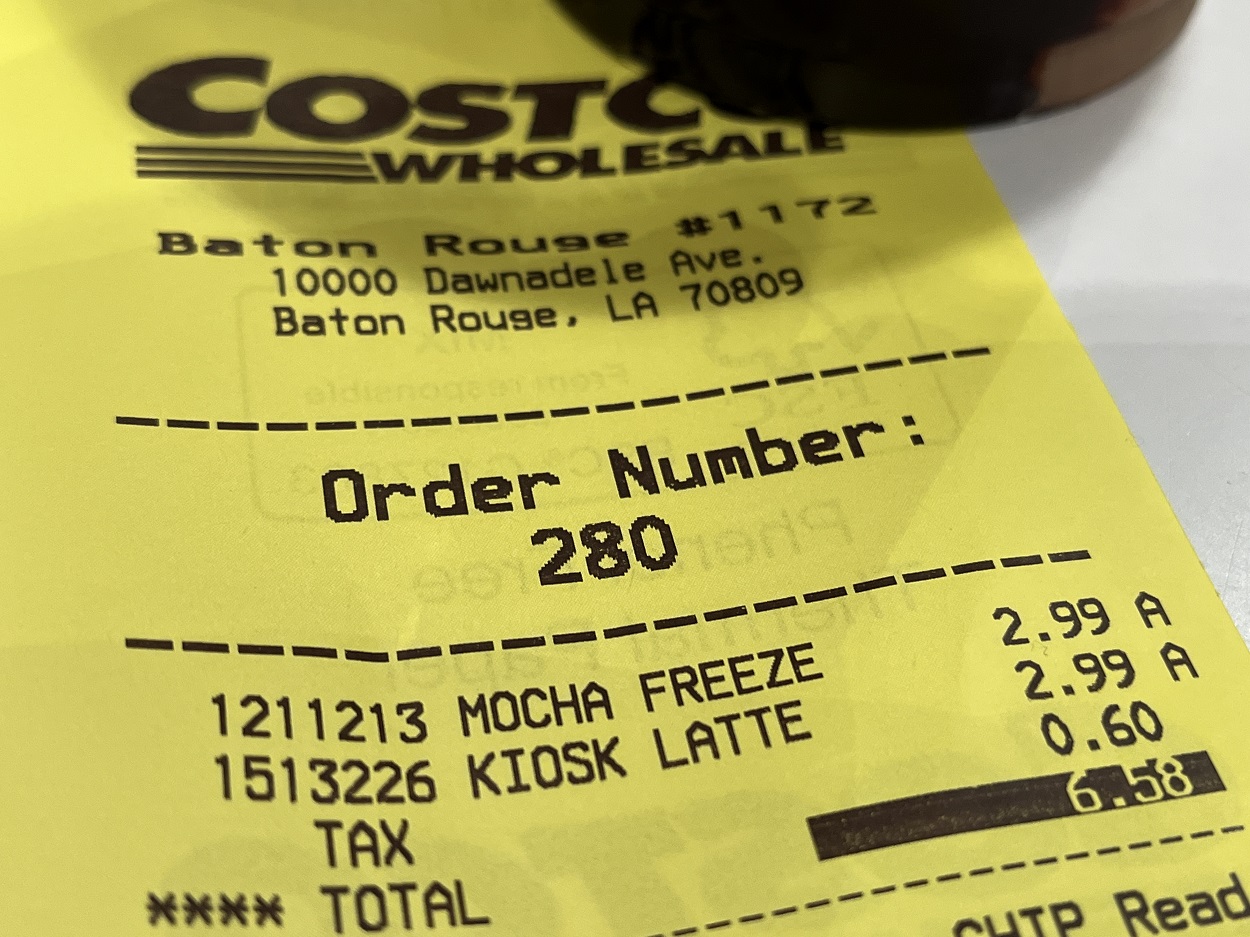 COSTCO
WHOLESALE
Baton Rouge #1172
10000 Dawnadele Ave.
Baton Rouge, LA 70809
Order Number:
280
1211213 MOCHA FREEZE 2.99 A
1513226 KIOSK LATTE 2.99 A
TAX 0.60
**** TOTAL 6.58
CHIP Read